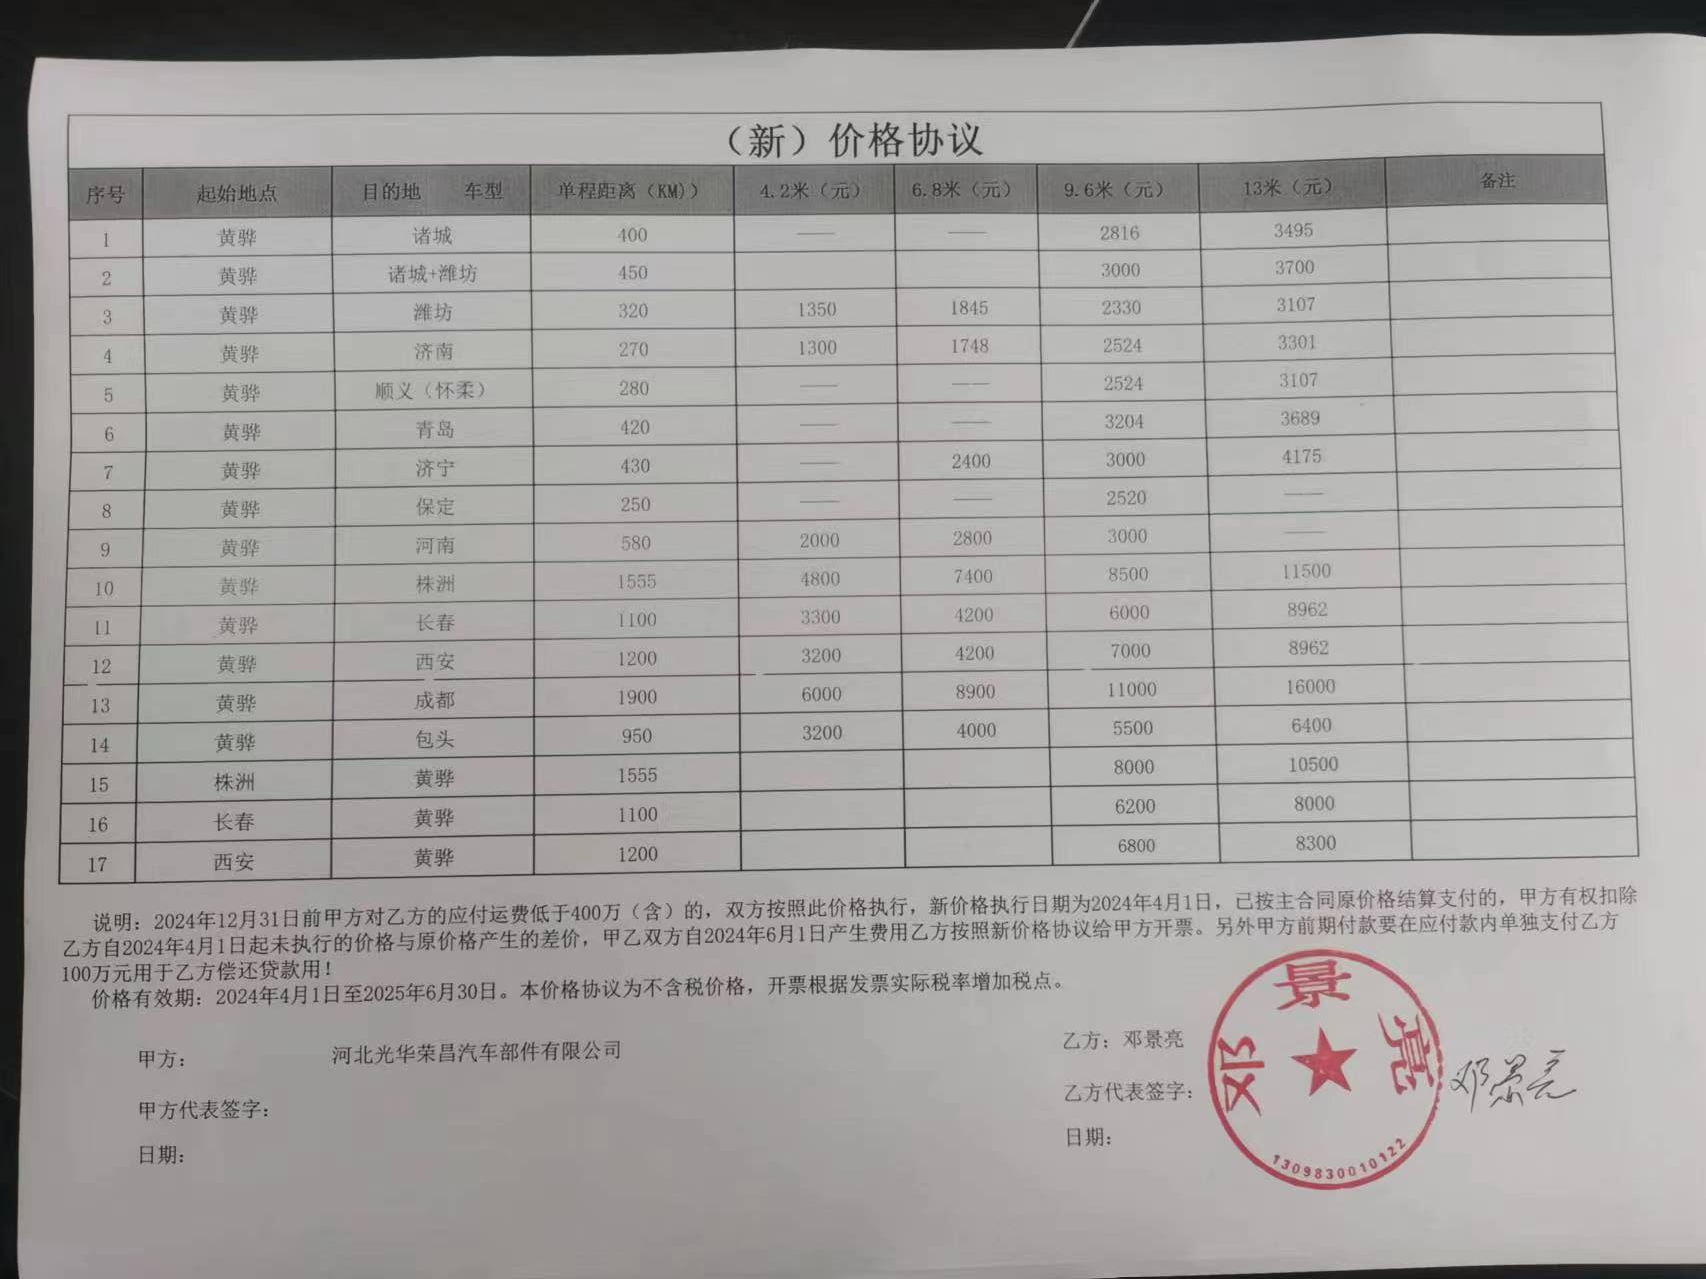 （新）价格协议
序号 起始地点 目的地 车型 单程距离（KM)） 4.2米（元） 6.8米（元） 9.6米（元） 13米（元） 备注
1 黄骅 诸城 400 —— —— 2816 3495
2 黄骅 诸城+潍坊 450 3000 3700
3 黄骅 潍坊 320 1350 1845 2330 3107
4 黄骅 济南 270 1300 1748 2524 3301
5 黄骅 顺义（怀柔） 280 —— —— 2524 3107
6 黄骅 青岛 420 —— —— 3204 3689
7 黄骅 济宁 430 —— 2400 3000 4175
8 黄骅 保定 250 —— —— 2520 ——
9 黄骅 河南 580 2000 2800 3000 ——
10 黄骅 株洲 1555 4800 7400 8500 11500
11 黄骅 长春 1100 3300 4200 6000 8962
12 黄骅 西安 1200 3200 4200 7000 8962
13 黄骅 成都 1900 6000 8900 11000 16000
14 黄骅 包头 950 3200 4000 5500 6400
15 株洲 黄骅 1555 8000 10500
16 长春 黄骅 1100 6200 8000
17 西安 黄骅 1200 6800 8300
说明：2024年12月31日前甲方对乙方的应付运费低于400万（含）的，双方按照此价格执行，新价格执行日期为2024年4月1日，已按主合同原价格结算支付的，甲方有权扣除
乙方自2024年4月1日起未执行的价格与原价格产生的差价，甲乙双方自2024年6月1日产生费用乙方按照新价格协议给甲方开票。另外甲方前期付款要在应付款内单独支付乙方
100万元用于乙方偿还贷款用！
价格有效期：2024年4月1日至2025年6月30日。本价格协议为不含税价格，开票根据发票实际税率增加税点。
甲方： 河北光华荣昌汽车部件有限公司
乙方：邓景亮
甲方代表签字：
乙方代表签字：
邓景亮
日期：
日期：
邓景亮
1309830010122